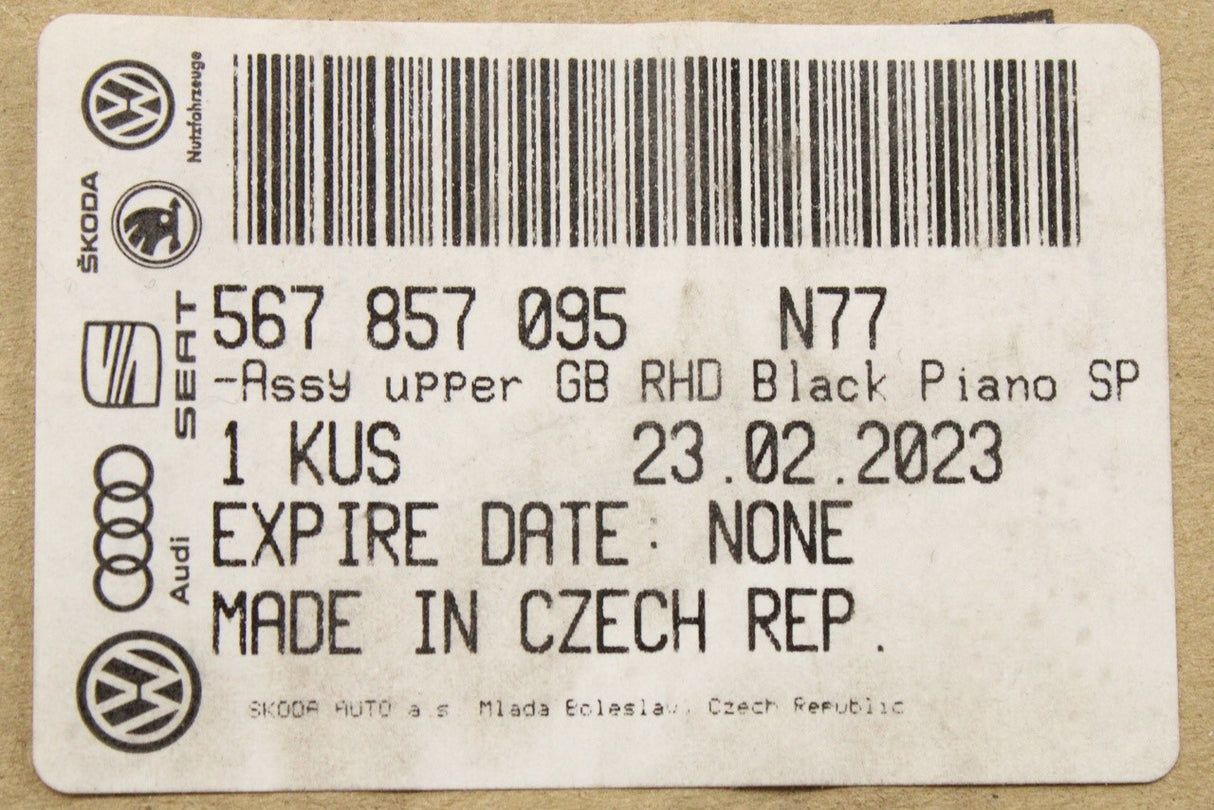 Nutzfahrzeuge
ŠKODA
SEAT
Audi
567 857 095 N77
-Assy upper GB RHD Black Piano SP
1 KUS 23.02.2023
EXPIRE DATE: NONE
MADE IN CZECH REP.
SKODA AUTO a.s. Mlada Boleslav, Czech Republic